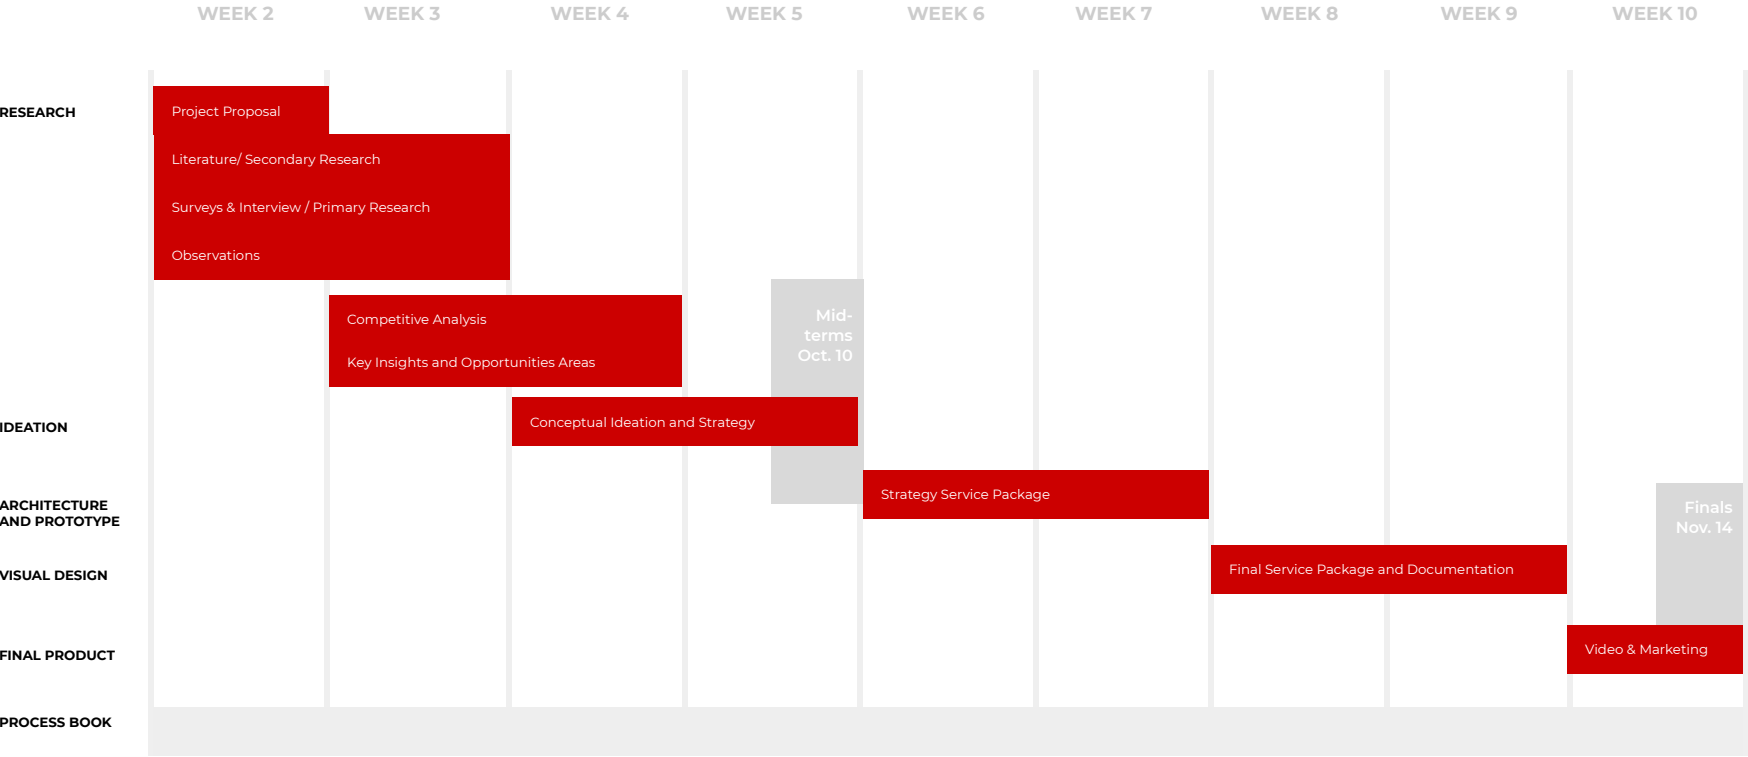 WEEK 2 WEEK 3 WEEK 4 WEEK 5 WEEK 6 WEEK 7 WEEK 8 WEEK 9 WEEK 10
RESEARCH
Project Proposal
Literature/ Secondary Research
Surveys & Interview / Primary Research
Observations
Competitive Analysis
Key Insights and Opportunities Areas
Mid-
terms
Oct. 10
IDEATION
Conceptual Ideation and Strategy
ARCHITECTURE
AND PROTOTYPE
Strategy Service Package
Finals
Nov. 14
VISUAL DESIGN
Final Service Package and Documentation
FINAL PRODUCT
Video & Marketing
PROCESS BOOK